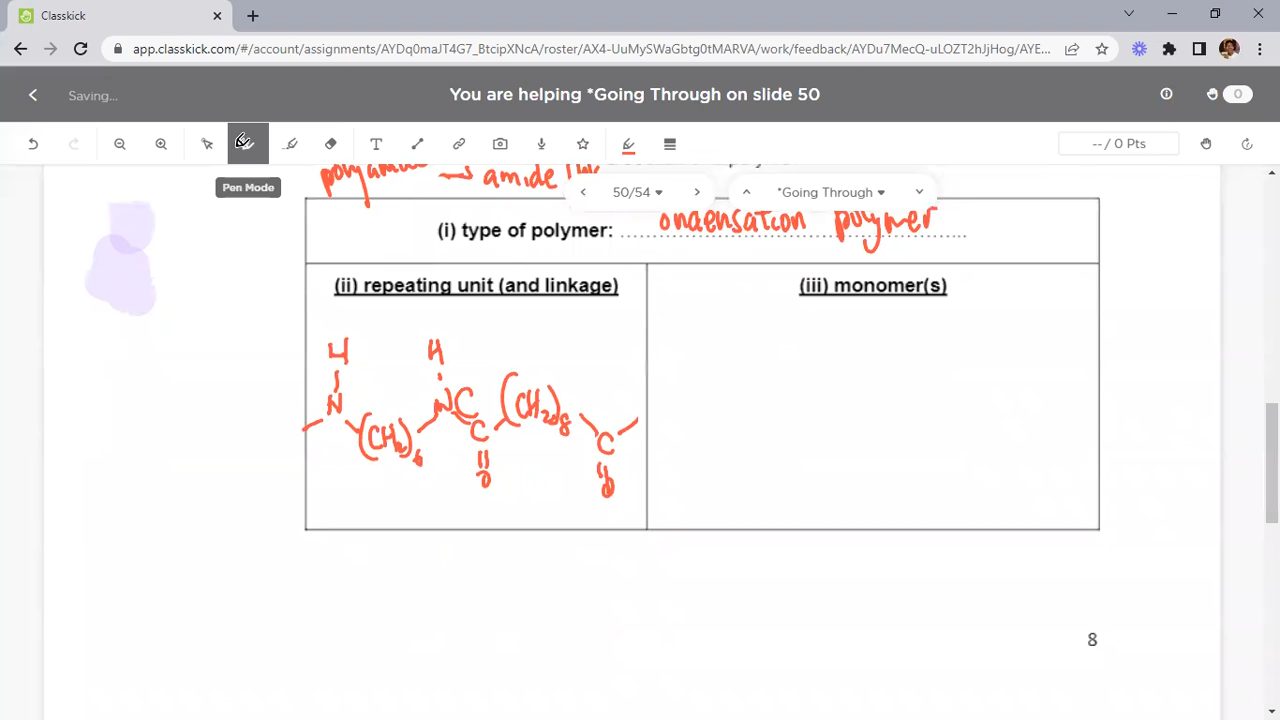 Classkick
app.classkick.com/#/account/assignments/AYDq0maJT4G7_BtcipXNcA/roster/AX4-UuMySWaGbtg0tMARVA/work/feedback/AYDu7MecQ-uLOZT2hJjHog/AYE...
Saving...
You are helping *Going Through on slide 50
0
-- / 0 Pts
Pen Mode
polyamide → amide
50/54
*Going Through
(i) type of polymer: ondensation polymer
(ii) repeating unit (and linkage)
(iii) monomer(s)
H H
N (CH2)6 N C C (CH2)8 C
O O
8